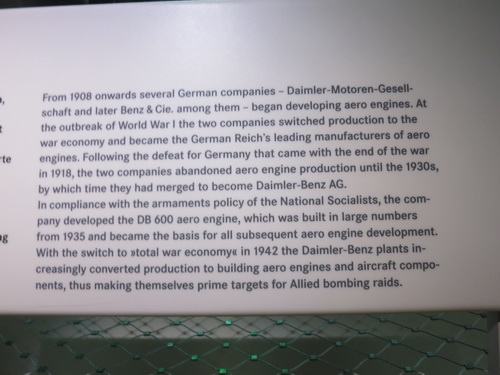 From 1908 onwards several German companies – Daimler-Motoren-Gesell-
schaft and later Benz & Cie. among them – began developing aero engines. At
the outbreak of World War I the two companies switched production to the
war economy and became the German Reich's leading manufacturers of aero
engines. Following the defeat for Germany that came with the end of the war
in 1918, the two companies abandoned aero engine production until the 1930s,
by which time they had merged to become Daimler-Benz AG.
In compliance with the armaments policy of the National Socialists, the com-
pany developed the DB 600 aero engine, which was built in large numbers
from 1935 and became the basis for all subsequent aero engine development.
With the switch to »total war economy« in 1942 the Daimler-Benz plants in-
creasingly converted production to building aero engines and aircraft compo-
nents, thus making themselves prime targets for Allied bombing raids.